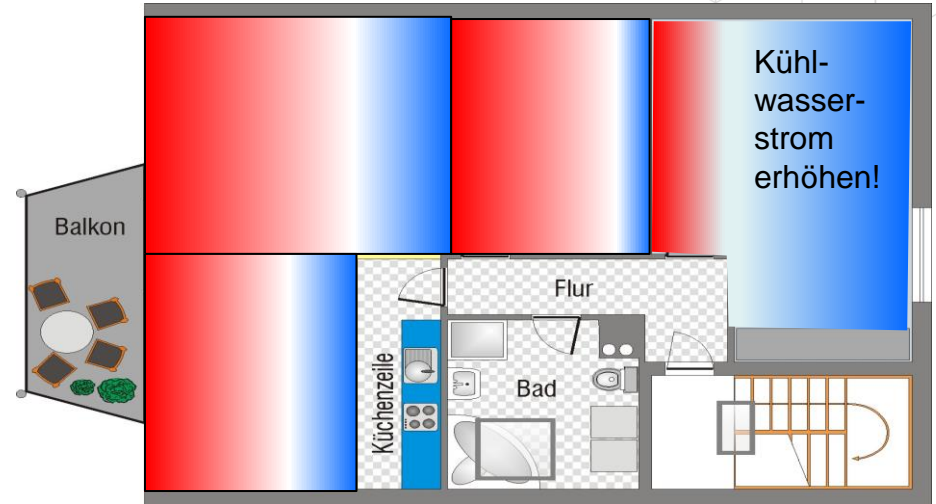 Kühl-
wasser-
strom
erhöhen!
Balkon
Flur
Küchenzeile
Bad